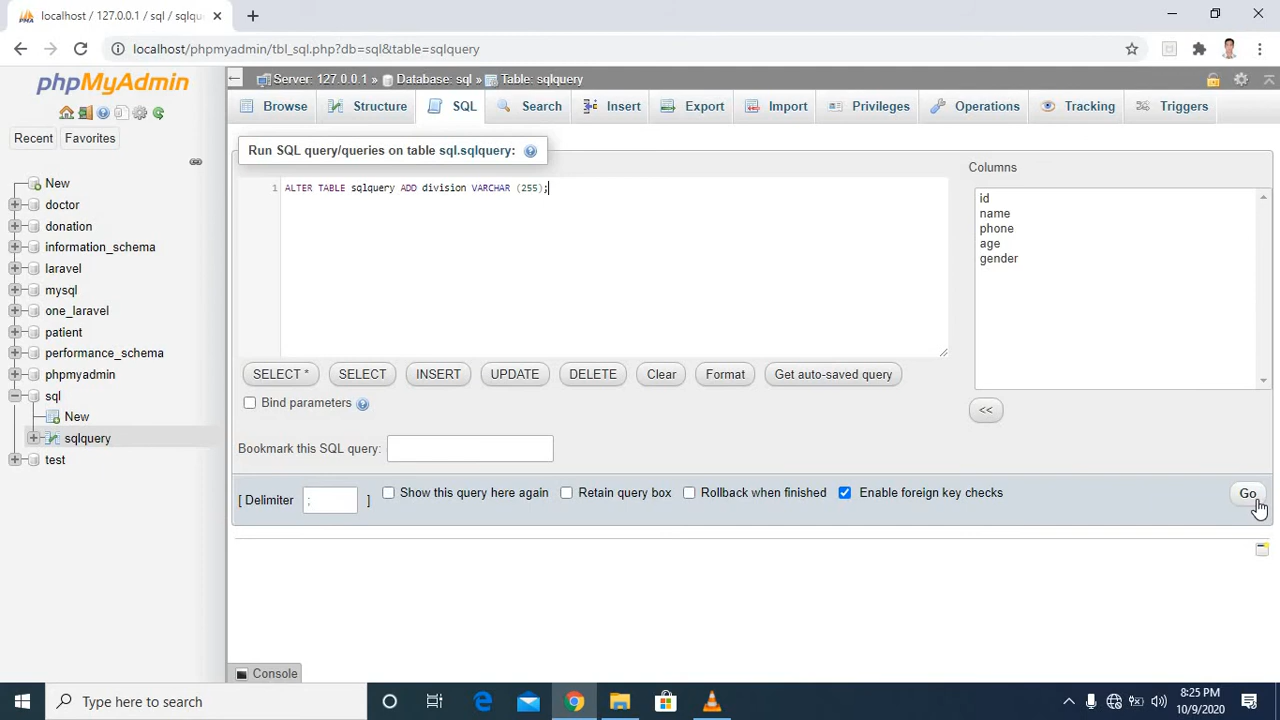 localhost / 127.0.0.1 / sql / sqlqu
localhost/phpmyadmin/tbl_sql.php?db=sql&table=sqlquery
phpMyAdmin
Recent
Favorites
New
doctor
donation
information_schema
laravel
mysql
one_laravel
patient
performance_schema
phpmyadmin
sql
New
sqlquery
test
Server: 127.0.0.1 » Database: sql » Table: sqlquery
Browse
Structure
SQL
Search
Insert
Export
Import
Privileges
Operations
Tracking
Triggers
Run SQL query/queries on table sql.sqlquery:
1 ALTER TABLE sqlquery ADD division VARCHAR (255);
Columns
id
name
phone
age
gender
<<
SELECT *
SELECT
INSERT
UPDATE
DELETE
Clear
Format
Get auto-saved query
Bind parameters
Bookmark this SQL query:
[ Delimiter ; ]
Show this query here again
Retain query box
Rollback when finished
Enable foreign key checks
Go
Console
Type here to search
8:25 PM
10/9/2020